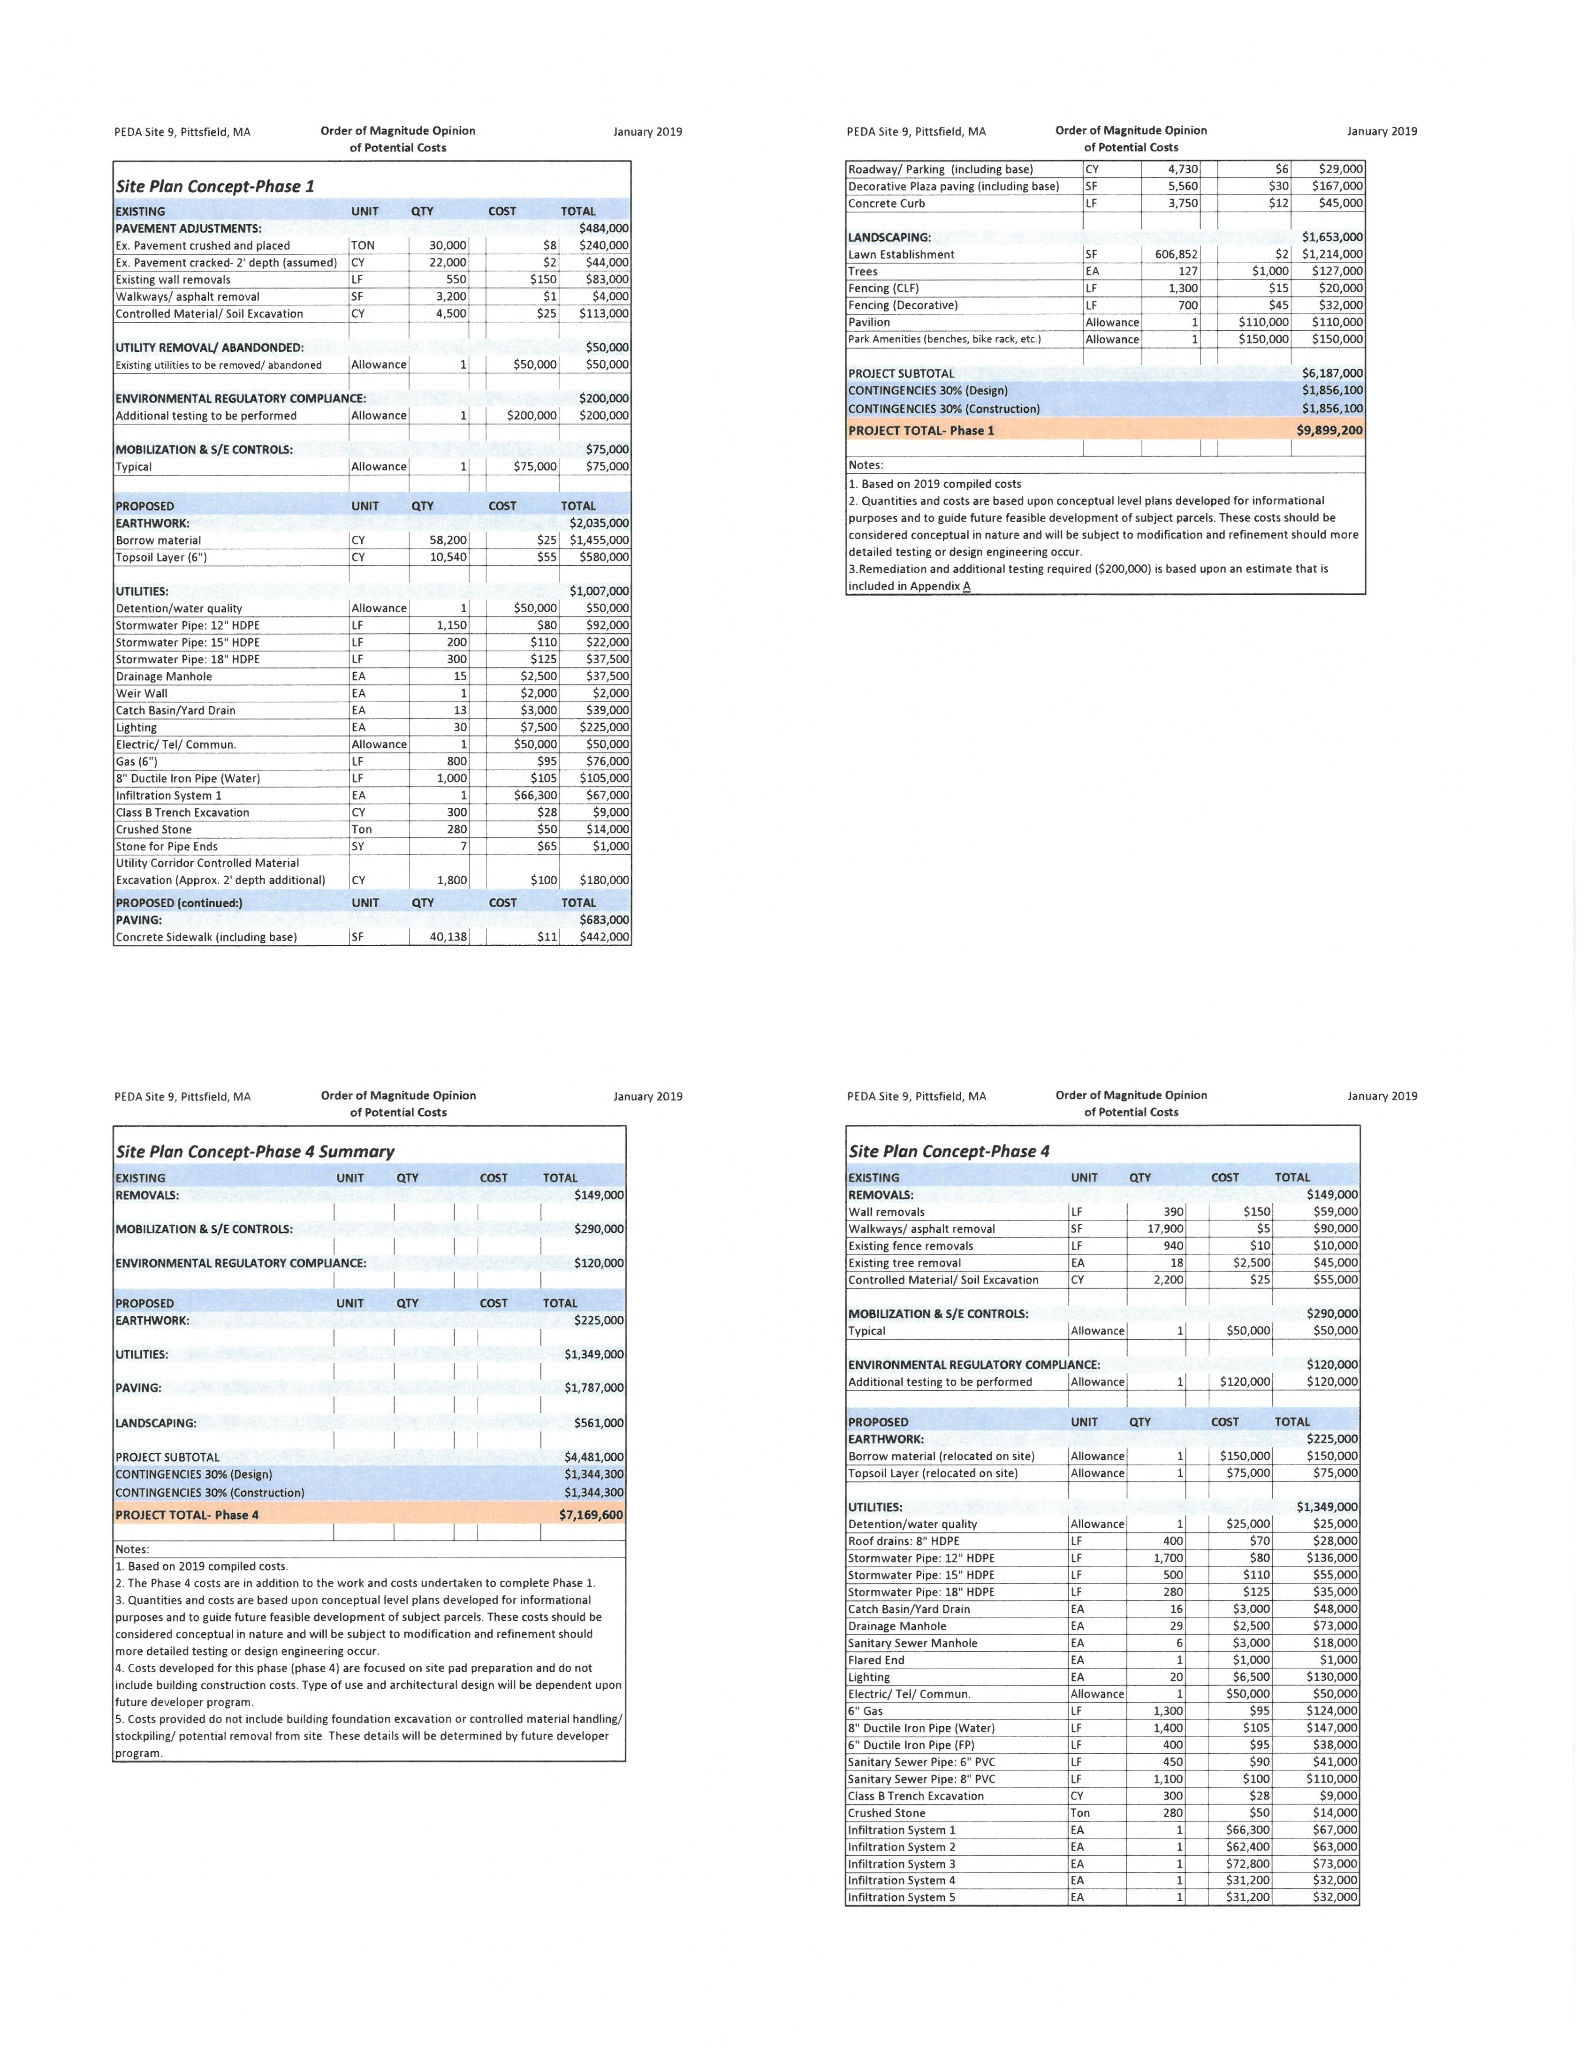 PEDA Site 9, Pittsfield, MA Order of Magnitude Opinion January 2019
of Potential Costs
Site Plan Concept-Phase 1
EXISTING UNIT QTY COST TOTAL
PAVEMENT ADJUSTMENTS: $484,000
Ex. Pavement crushed and placed TON 30,000 $8 $240,000
Ex. Pavement cracked- 2' depth (assumed) CY 22,000 $2 $44,000
Existing wall removals LF 550 $150 $83,000
Walkways/ asphalt removal SF 3,200 $1 $4,000
Controlled Material/ Soil Excavation CY 4,500 $25 $113,000
UTILITY REMOVAL/ ABANDONDED: $50,000
Existing utilities to be removed/ abandoned Allowance 1 $50,000 $50,000
ENVIRONMENTAL REGULATORY COMPLIANCE: $200,000
Additional testing to be performed Allowance 1 $200,000 $200,000
MOBILIZATION & S/E CONTROLS: $75,000
Typical Allowance 1 $75,000 $75,000
PROPOSED UNIT QTY COST TOTAL
EARTHWORK: $2,035,000
Borrow material CY 58,200 $25 $1,455,000
Topsoil Layer (6") CY 10,540 $55 $580,000
UTILITIES: $1,007,000
Detention/water quality Allowance 1 $50,000 $50,000
Stormwater Pipe: 12" HDPE LF 1,150 $80 $92,000
Stormwater Pipe: 15" HDPE LF 200 $110 $22,000
Stormwater Pipe: 18" HDPE LF 300 $125 $37,500
Drainage Manhole EA 15 $2,500 $37,500
Weir Wall EA 1 $2,000 $2,000
Catch Basin/Yard Drain EA 13 $3,000 $39,000
Lighting EA 30 $7,500 $225,000
Electric/ Tel/ Commun. Allowance 1 $50,000 $50,000
Gas (6") LF 800 $95 $76,000
8" Ductile Iron Pipe (Water) LF 1,000 $105 $105,000
Infiltration System 1 EA 1 $66,300 $67,000
Class B Trench Excavation CY 300 $28 $9,000
Crushed Stone Ton 280 $50 $14,000
Stone for Pipe Ends SY 7 $65 $1,000
Utility Corridor Controlled Material
Excavation (Approx. 2' depth additional) CY 1,800 $100 $180,000
PROPOSED (continued:) UNIT QTY COST TOTAL
PAVING: $683,000
Concrete Sidewalk (including base) SF 40,138 $11 $442,000
PEDA Site 9, Pittsfield, MA Order of Magnitude Opinion January 2019
of Potential Costs
Roadway/ Parking (including base) CY 4,730 $6 $29,000
Decorative Plaza paving (including base) SF 5,560 $30 $167,000
Concrete Curb LF 3,750 $12 $45,000
LANDSCAPING: $1,653,000
Lawn Establishment SF 606,852 $2 $1,214,000
Trees EA 127 $1,000 $127,000
Fencing (CLF) LF 1,300 $15 $20,000
Fencing (Decorative) LF 700 $45 $32,000
Pavilion Allowance 1 $110,000 $110,000
Park Amenities (benches, bike rack, etc.) Allowance 1 $150,000 $150,000
PROJECT SUBTOTAL $6,187,000
CONTINGENCIES 30% (Design) $1,856,100
CONTINGENCIES 30% (Construction) $1,856,100
PROJECT TOTAL- Phase 1 $9,899,200
Notes:
1. Based on 2019 compiled costs
2. Quantities and costs are based upon conceptual level plans developed for informational
purposes and to guide future feasible development of subject parcels. These costs should be
considered conceptual in nature and will be subject to modification and refinement should more
detailed testing or design engineering occur.
3.Remediation and additional testing required ($200,000) is based upon an estimate that is
included in Appendix A
PEDA Site 9, Pittsfield, MA Order of Magnitude Opinion January 2019
of Potential Costs
Site Plan Concept-Phase 4 Summary
EXISTING UNIT QTY COST TOTAL
REMOVALS: $149,000
MOBILIZATION & S/E CONTROLS: $290,000
ENVIRONMENTAL REGULATORY COMPLIANCE: $120,000
PROPOSED UNIT QTY COST TOTAL
EARTHWORK: $225,000
UTILITIES: $1,349,000
PAVING: $1,787,000
LANDSCAPING: $561,000
PROJECT SUBTOTAL $4,481,000
CONTINGENCIES 30% (Design) $1,344,300
CONTINGENCIES 30% (Construction) $1,344,300
PROJECT TOTAL- Phase 4 $7,169,600
Notes:
1. Based on 2019 compiled costs.
2. The Phase 4 costs are in addition to the work and costs undertaken to complete Phase 1.
3. Quantities and costs are based upon conceptual level plans developed for informational
purposes and to guide future feasible development of subject parcels. These costs should be
considered conceptual in nature and will be subject to modification and refinement should
more detailed testing or design engineering occur.
4. Costs developed for this phase (phase 4) are focused on site pad preparation and do not
include building construction costs. Type of use and architectural design will be dependent upon
future developer program.
5. Costs provided do not include building foundation excavation or controlled material handling/
stockpiling/ potential removal from site These details will be determined by future developer
program.
PEDA Site 9, Pittsfield, MA Order of Magnitude Opinion January 2019
of Potential Costs
Site Plan Concept-Phase 4
EXISTING UNIT QTY COST TOTAL
REMOVALS: $149,000
Wall removals LF 390 $150 $59,000
Walkways/ asphalt removal SF 17,900 $5 $90,000
Existing fence removals LF 940 $10 $10,000
Existing tree removal EA 18 $2,500 $45,000
Controlled Material/ Soil Excavation CY 2,200 $25 $55,000
MOBILIZATION & S/E CONTROLS: $290,000
Typical Allowance 1 $50,000 $50,000
ENVIRONMENTAL REGULATORY COMPLIANCE: $120,000
Additional testing to be performed Allowance 1 $120,000 $120,000
PROPOSED UNIT QTY COST TOTAL
EARTHWORK: $225,000
Borrow material (relocated on site) Allowance 1 $150,000 $150,000
Topsoil Layer (relocated on site) Allowance 1 $75,000 $75,000
UTILITIES: $1,349,000
Detention/water quality Allowance 1 $25,000 $25,000
Roof drains: 8" HDPE LF 400 $70 $28,000
Stormwater Pipe: 12" HDPE LF 1,700 $80 $136,000
Stormwater Pipe: 15" HDPE LF 500 $110 $55,000
Stormwater Pipe: 18" HDPE LF 280 $125 $35,000
Catch Basin/Yard Drain EA 16 $3,000 $48,000
Drainage Manhole EA 29 $2,500 $73,000
Sanitary Sewer Manhole EA 6 $3,000 $18,000
Flared End EA 1 $1,000 $1,000
Lighting EA 20 $6,500 $130,000
Electric/ Tel/ Commun. Allowance 1 $50,000 $50,000
6" Gas LF 1,300 $95 $124,000
8" Ductile Iron Pipe (Water) LF 1,400 $105 $147,000
6" Ductile Iron Pipe (FP) LF 400 $95 $38,000
Sanitary Sewer Pipe: 6" PVC LF 450 $90 $41,000
Sanitary Sewer Pipe: 8" PVC LF 1,100 $100 $110,000
Class B Trench Excavation CY 300 $28 $9,000
Crushed Stone Ton 280 $50 $14,000
Infiltration System 1 EA 1 $66,300 $67,000
Infiltration System 2 EA 1 $62,400 $63,000
Infiltration System 3 EA 1 $72,800 $73,000
Infiltration System 4 EA 1 $31,200 $32,000
Infiltration System 5 EA 1 $31,200 $32,000